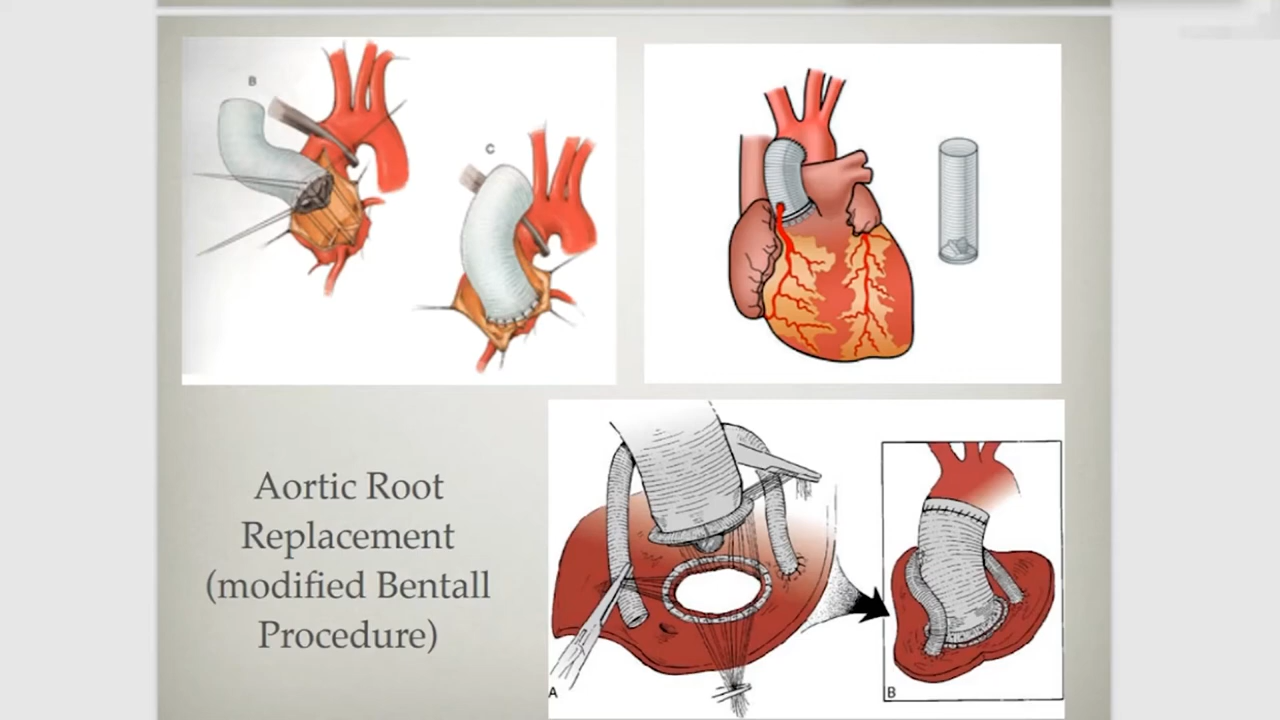 B
C
Aortic Root
Replacement
(modified Bentall
Procedure)
A
B